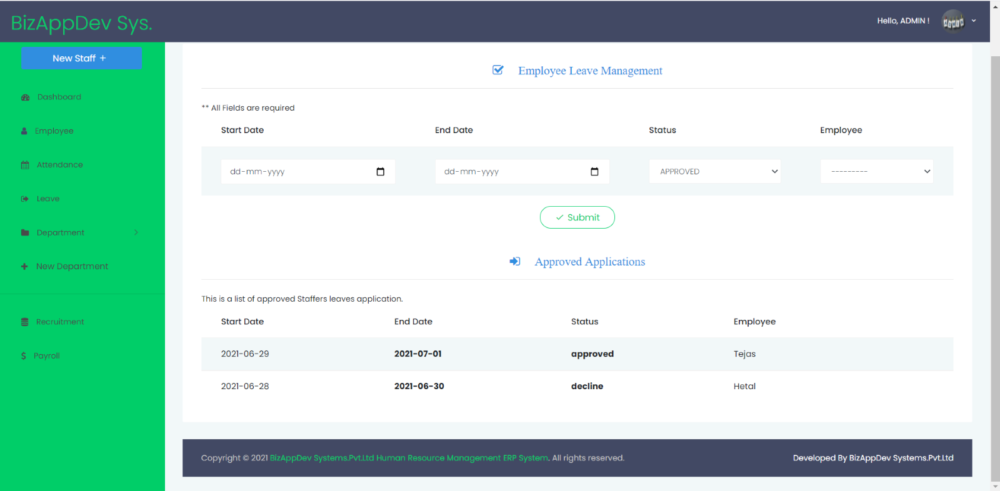 BizAppDev Sys.
Hello, ADMIN !
New Staff +
Dashboard
Employee
Attendance
Leave
Department
New Department
Recruitment
Payroll
Employee Leave Management
** All Fields are required
Start Date End Date Status Employee
dd-mm-yyyy dd-mm-yyyy APPROVED ---------
Submit
Approved Applications
This is a list of approved Staffers leaves application.
Start Date End Date Status Employee
2021-06-29 2021-07-01 approved Tejas
2021-06-28 2021-06-30 decline Hetal
Copyright © 2021 BizAppDev Systems.Pvt.Ltd Human Resource Management ERP System. All rights reserved.
Developed By BizAppDev Systems.Pvt.Ltd